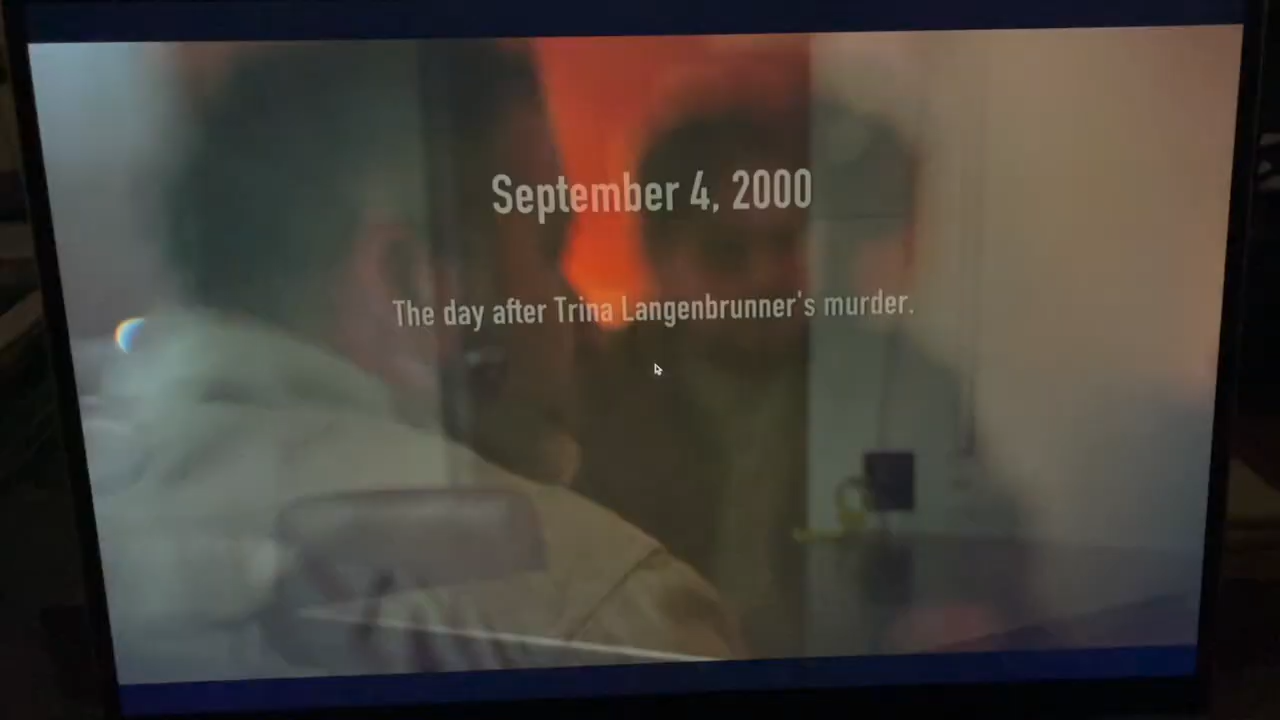 September 4, 2000
The day after Trina Langenbrunner's murder.